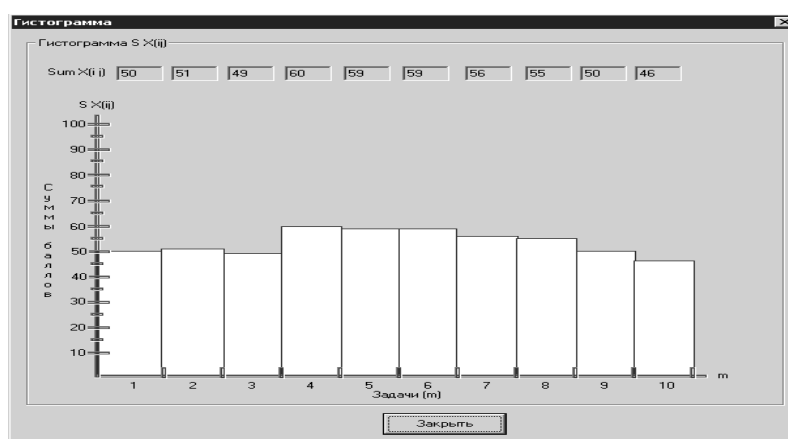 Гистограмма
Гистограмма S X(ij)
Sum X(i j) 50 51 49 60 59 59 56 55 50 46
S X(ij)
100
90
80
70
60
50
40
30
20
10
Суммы баллов
m
1 2 3 4 5 6 7 8 9 10
Задачи (m)
Закрыть